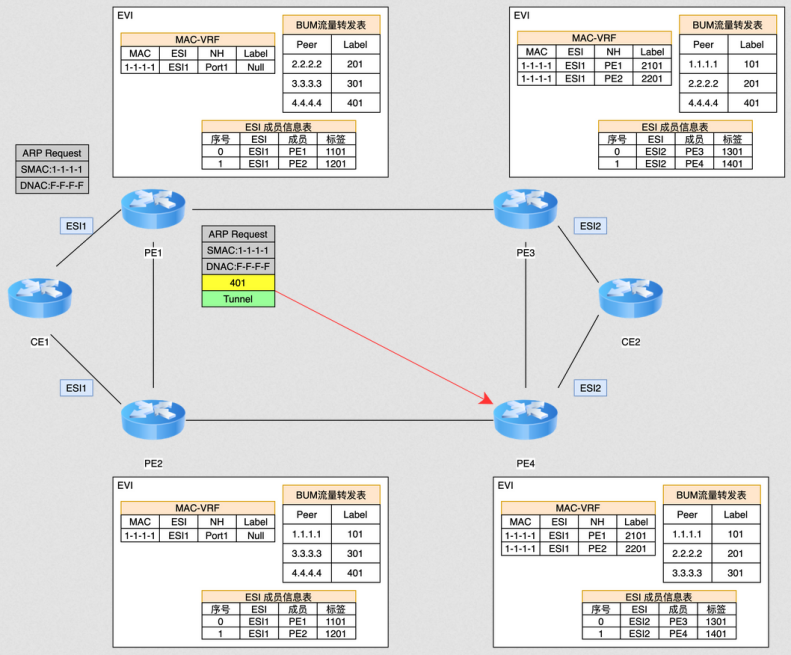 EVI
BUM流量转发表
Peer Label
2.2.2.2 201
3.3.3.3 301
4.4.4.4 401
MAC-VRF
MAC ESI NH Label
1-1-1-1 ESI1 Port1 Null
ESI 成员信息表
序号 ESI 成员 标签
0 ESI1 PE1 1101
1 ESI1 PE2 1201
EVI
BUM流量转发表
Peer Label
1.1.1.1 101
2.2.2.2 201
4.4.4.4 401
MAC-VRF
MAC ESI NH Label
1-1-1-1 ESI1 PE1 2101
1-1-1-1 ESI1 PE2 2201
ESI 成员信息表
序号 ESI 成员 标签
0 ESI2 PE3 1301
1 ESI2 PE4 1401
ARP Request
SMAC:1-1-1-1
DNAC:F-F-F-F
ESI1
PE1
ARP Request
SMAC:1-1-1-1
DNAC:F-F-F-F
401
Tunnel
PE3
ESI2
CE1
CE2
ESI1
ESI2
PE2
PE4
EVI
BUM流量转发表
Peer Label
1.1.1.1 101
3.3.3.3 301
4.4.4.4 401
MAC-VRF
MAC ESI NH Label
1-1-1-1 ESI1 Port1 Null
ESI 成员信息表
序号 ESI 成员 标签
0 ESI1 PE1 1101
1 ESI1 PE2 1201
EVI
BUM流量转发表
Peer Label
1.1.1.1 101
2.2.2.2 201
3.3.3.3 301
MAC-VRF
MAC ESI NH Label
1-1-1-1 ESI1 PE1 2101
1-1-1-1 ESI1 PE2 2201
ESI 成员信息表
序号 ESI 成员 标签
0 ESI2 PE3 1301
1 ESI2 PE4 1401